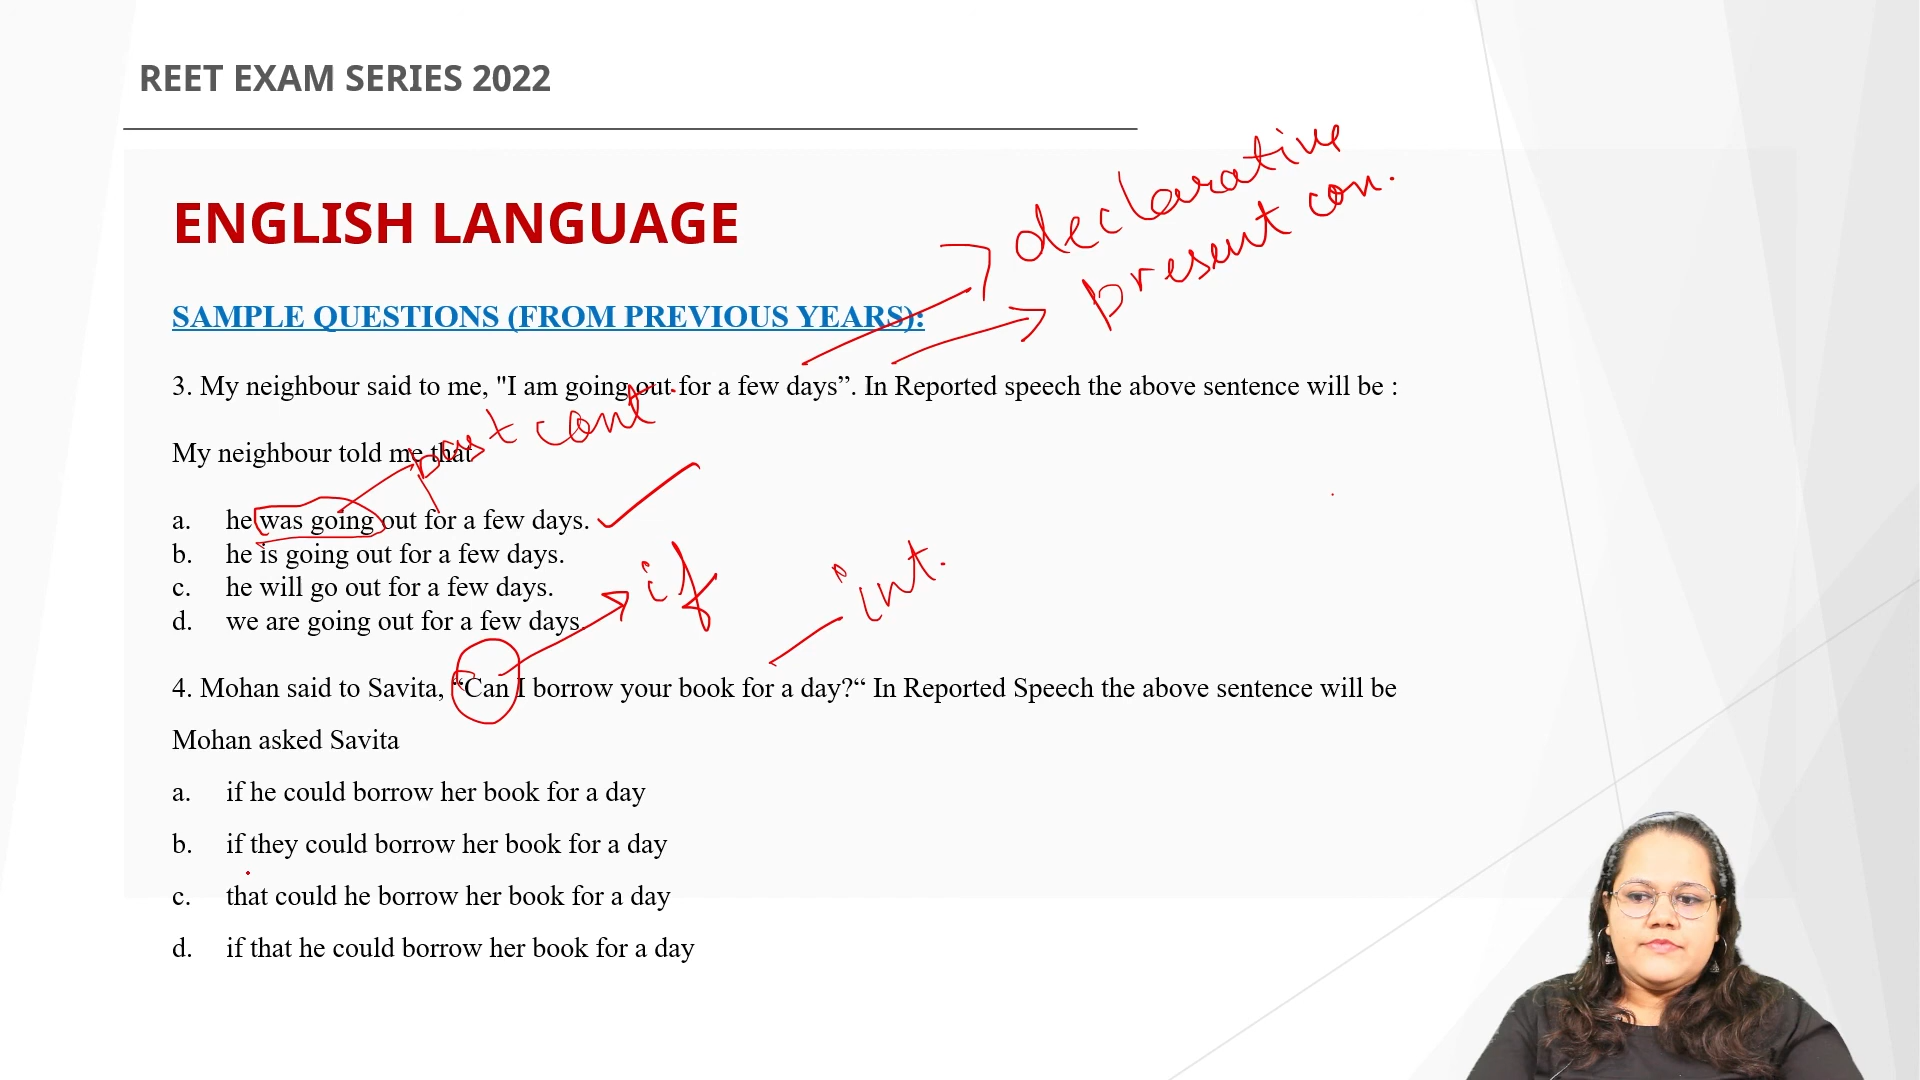 REET EXAM SERIES 2022
ENGLISH LANGUAGE
declarative
present con.
SAMPLE QUESTIONS (FROM PREVIOUS YEARS):
3. My neighbour said to me, "I am going out for a few days”. In Reported speech the above sentence will be :
past cont.
My neighbour told me that
a. he was going out for a few days.
b. he is going out for a few days.
c. he will go out for a few days.
d. we are going out for a few days.
if
int.
4. Mohan said to Savita, “Can I borrow your book for a day?“ In Reported Speech the above sentence will be
Mohan asked Savita
a. if he could borrow her book for a day
b. if they could borrow her book for a day
c. that could he borrow her book for a day
d. if that he could borrow her book for a day